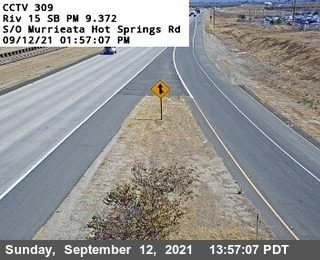 CCTV 309
Riv 15 SB PM 9.372
S/O Murrieata Hot Springs Rd
09/12/21 01:57:07 PM
Sunday, September 12, 2021 13:57:07 PDT